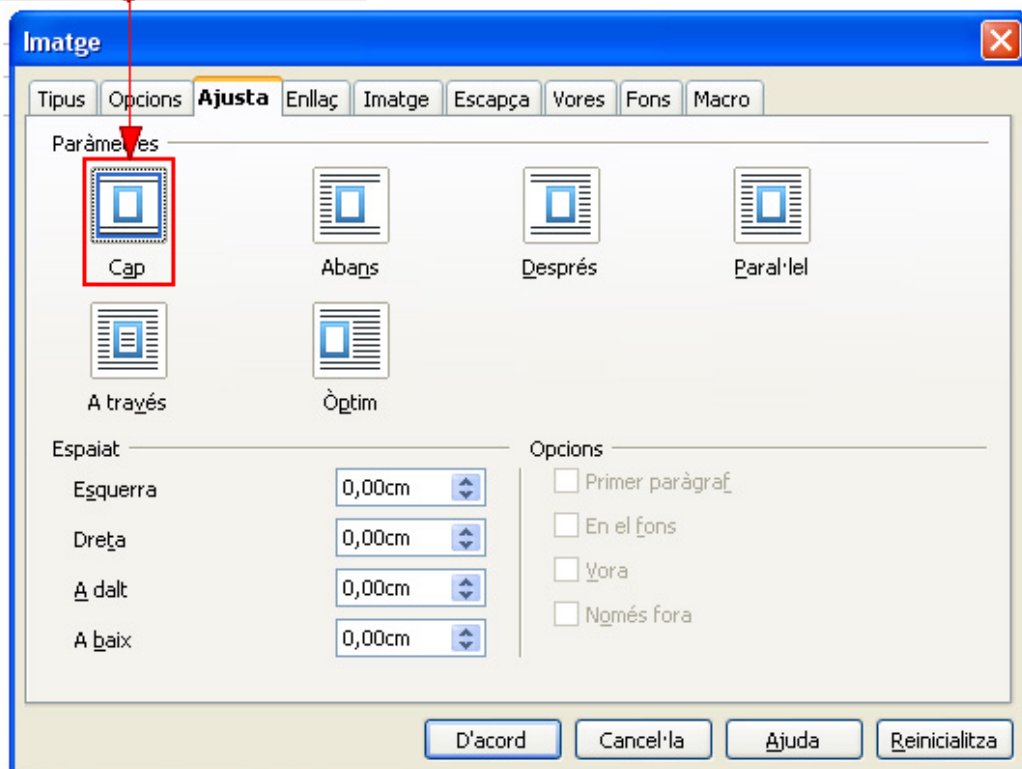 Imatge
Tipus Opcions Ajusta Enllaç Imatge Escapça Vores Fons Macro
Paràmetres
Cap Abans Després Paral·lel
A través Òptim
Espaiat Opcions
Esquerra 0,00cm Primer paràgraf
Dreta 0,00cm En el fons
A dalt 0,00cm Vora
A baix 0,00cm Només fora
D'acord Cancel·la Ajuda Reinicialitza